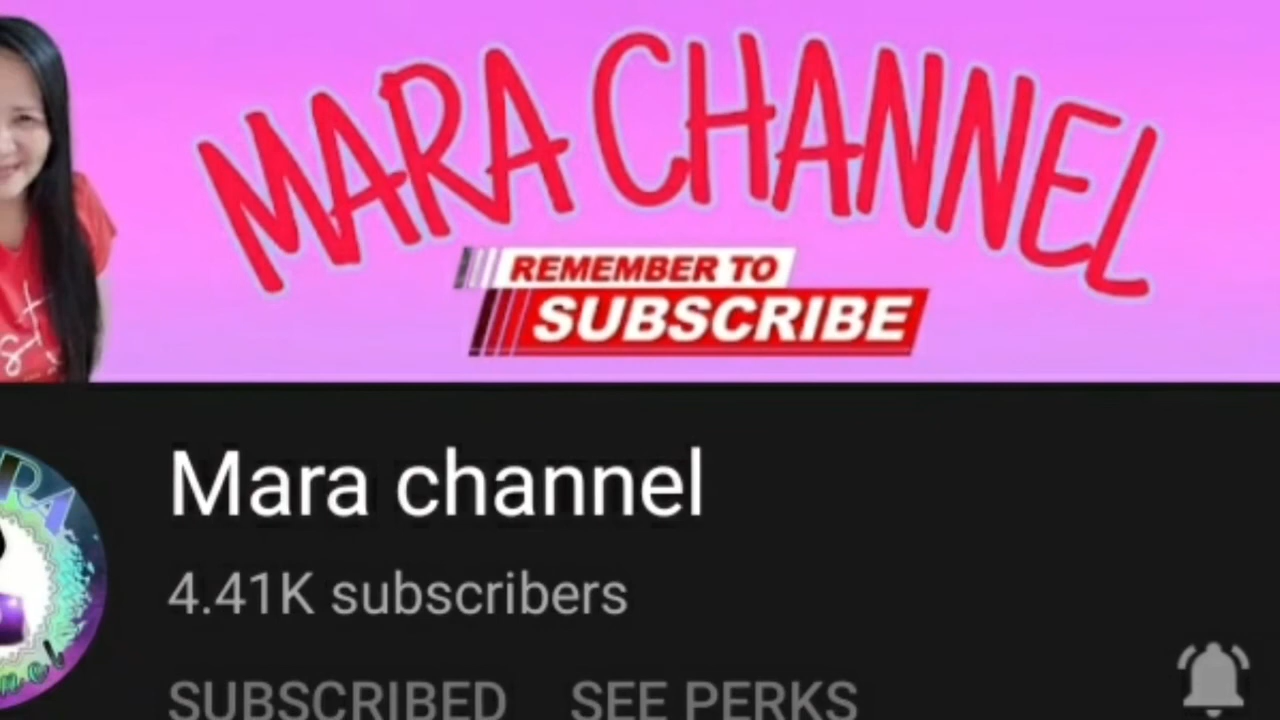 MARA CHANNEL
REMEMBER TO
SUBSCRIBE
Mara channel
4.41K subscribers
SUBSCRIBED SEE PERKS